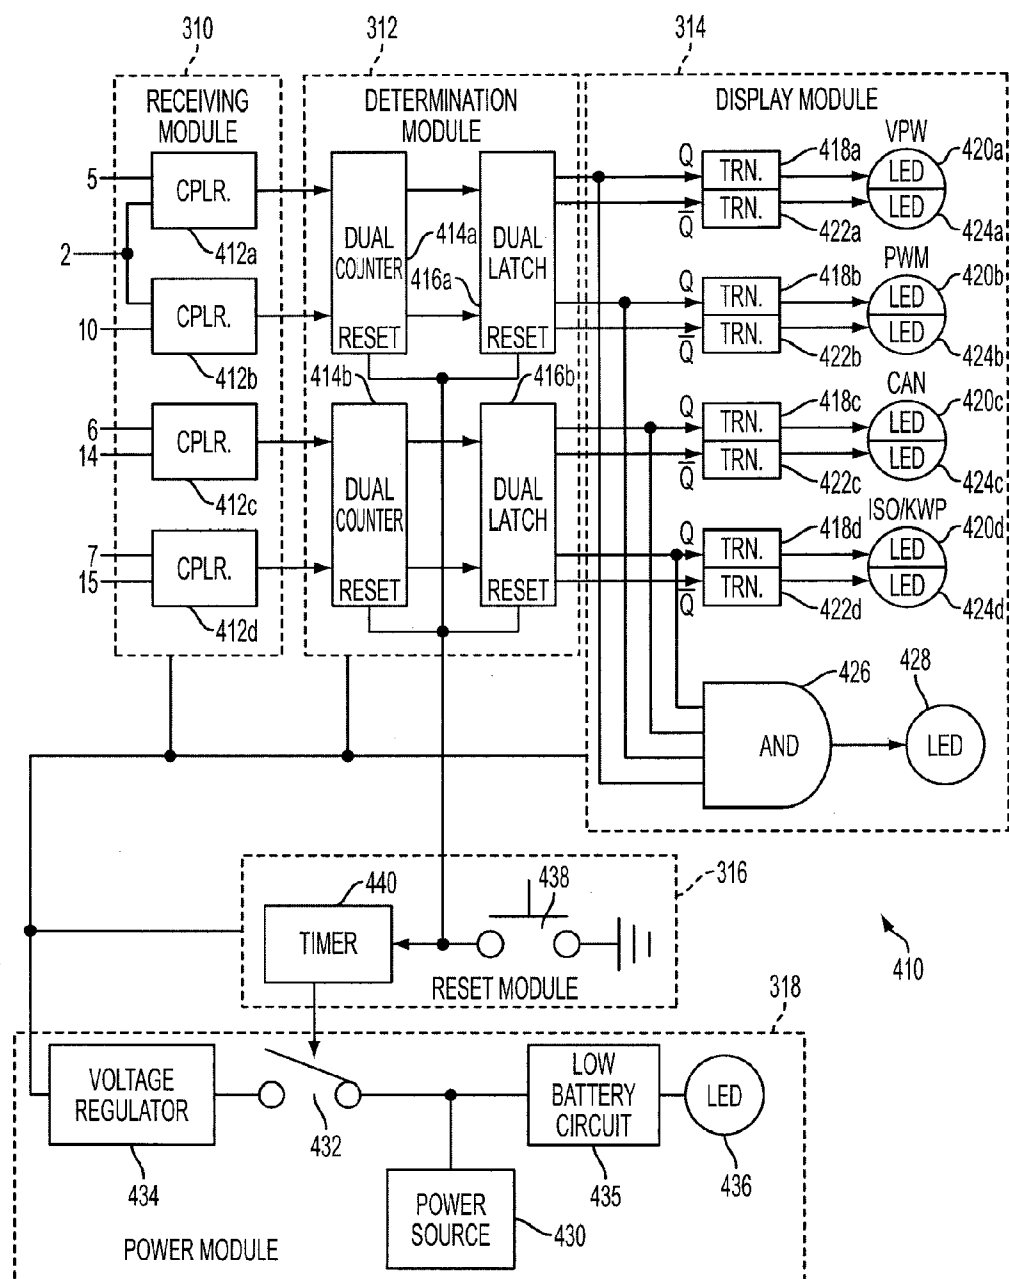 310
312
314
RECEIVING
MODULE
DETERMINATION
MODULE
DISPLAY MODULE
5
CPLR.
412a
2
10
CPLR.
412b
6
14
CPLR.
412c
7
15
CPLR.
412d
DUAL
COUNTER
RESET
414a
416a
DUAL
LATCH
RESET
414b
416b
DUAL
COUNTER
RESET
DUAL
LATCH
RESET
VPW
Q
TRN.
418a
LED
420a
Q̅
TRN.
422a
LED
424a
PWM
Q
TRN.
418b
LED
420b
Q̅
TRN.
422b
LED
424b
CAN
Q
TRN.
418c
LED
420c
Q̅
TRN.
422c
LED
424c
ISO/KWP
Q
TRN.
418d
LED
420d
Q̅
TRN.
422d
LED
424d
AND
426
428
LED
316
440
TIMER
438
RESET MODULE
410
318
VOLTAGE
REGULATOR
434
432
LOW
BATTERY
CIRCUIT
435
LED
436
POWER
SOURCE
430
POWER MODULE